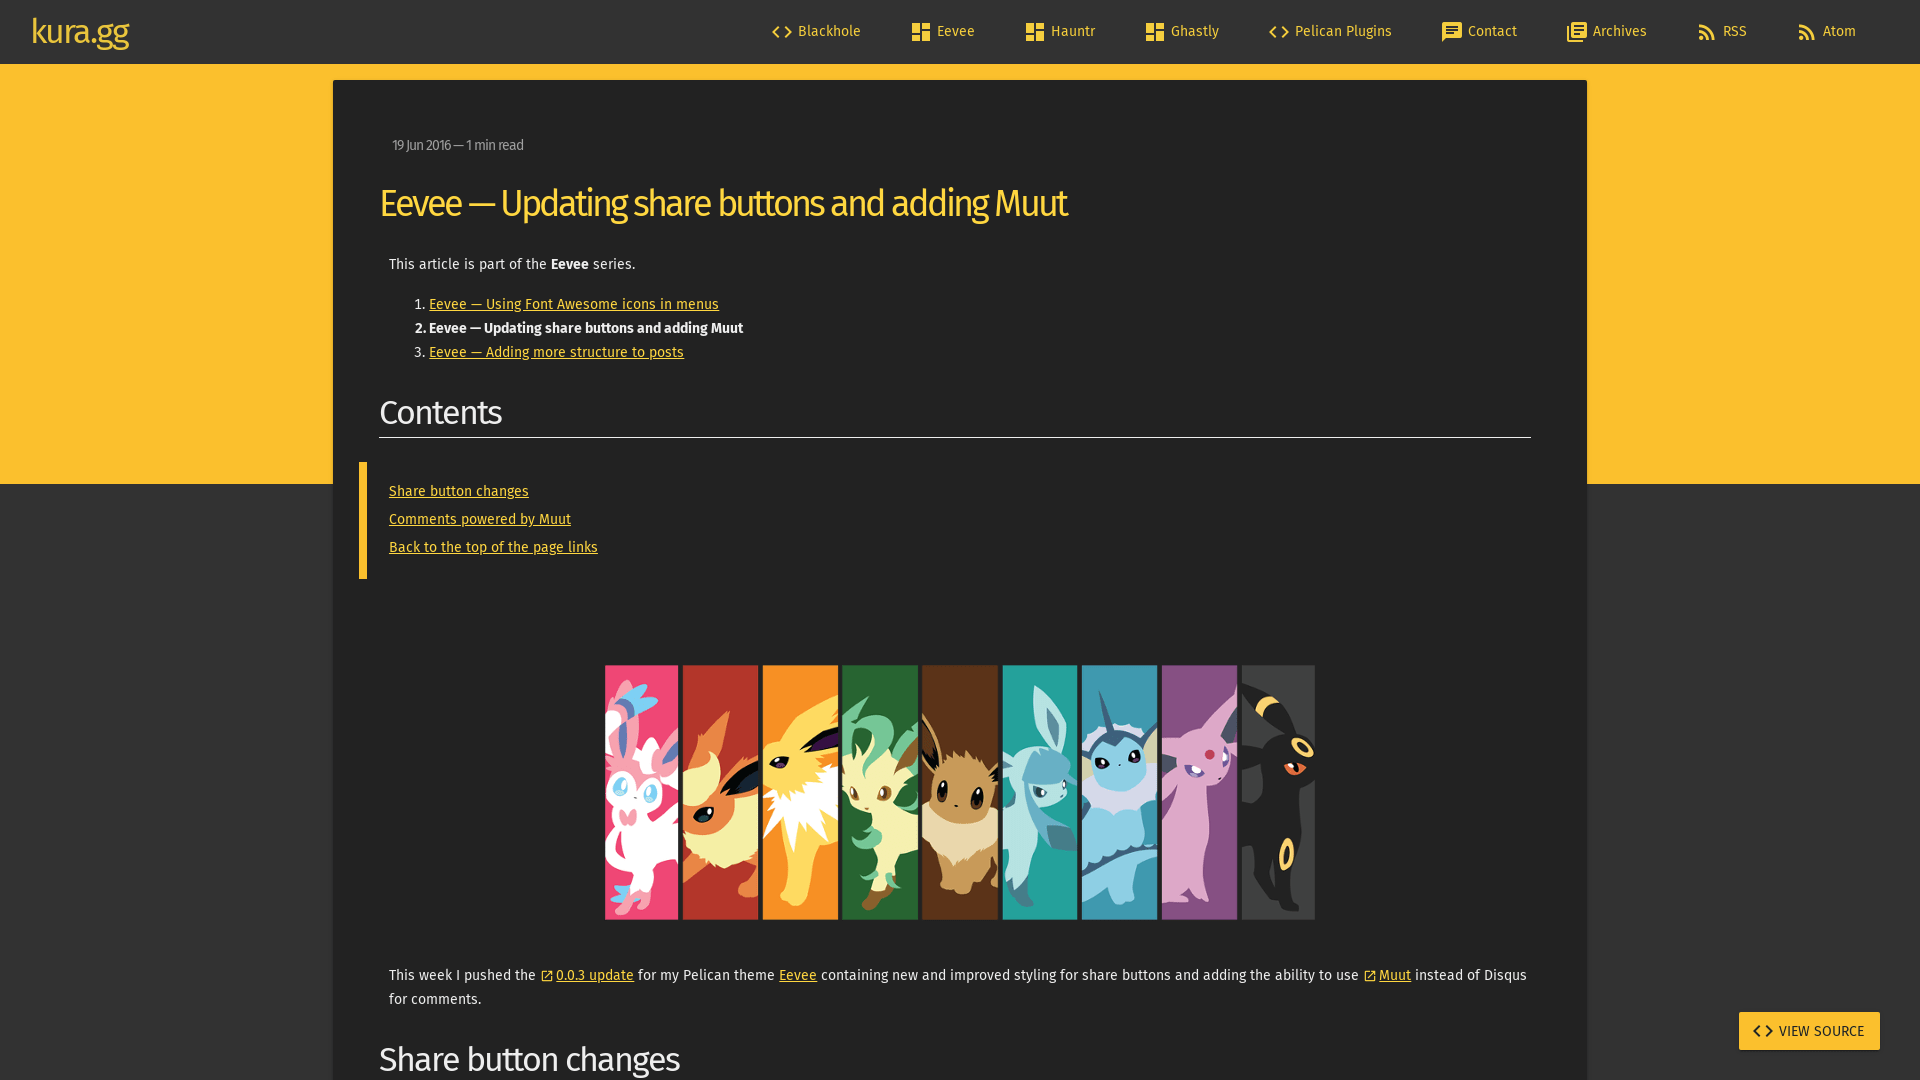 kura.gg
Blackhole
Eevee
Hauntr
Ghastly
Pelican Plugins
Contact
Archives
RSS
Atom
19 Jun 2016 — 1 min read
Eevee — Updating share buttons and adding Muut
This article is part of the Eevee series.
1. Eevee — Using Font Awesome icons in menus
2. Eevee — Updating share buttons and adding Muut
3. Eevee — Adding more structure to posts
Contents
Share button changes
Comments powered by Muut
Back to the top of the page links
This week I pushed the 0.0.3 update for my Pelican theme Eevee containing new and improved styling for share buttons and adding the ability to use Muut instead of Disqus
for comments.
VIEW SOURCE
Share button changes